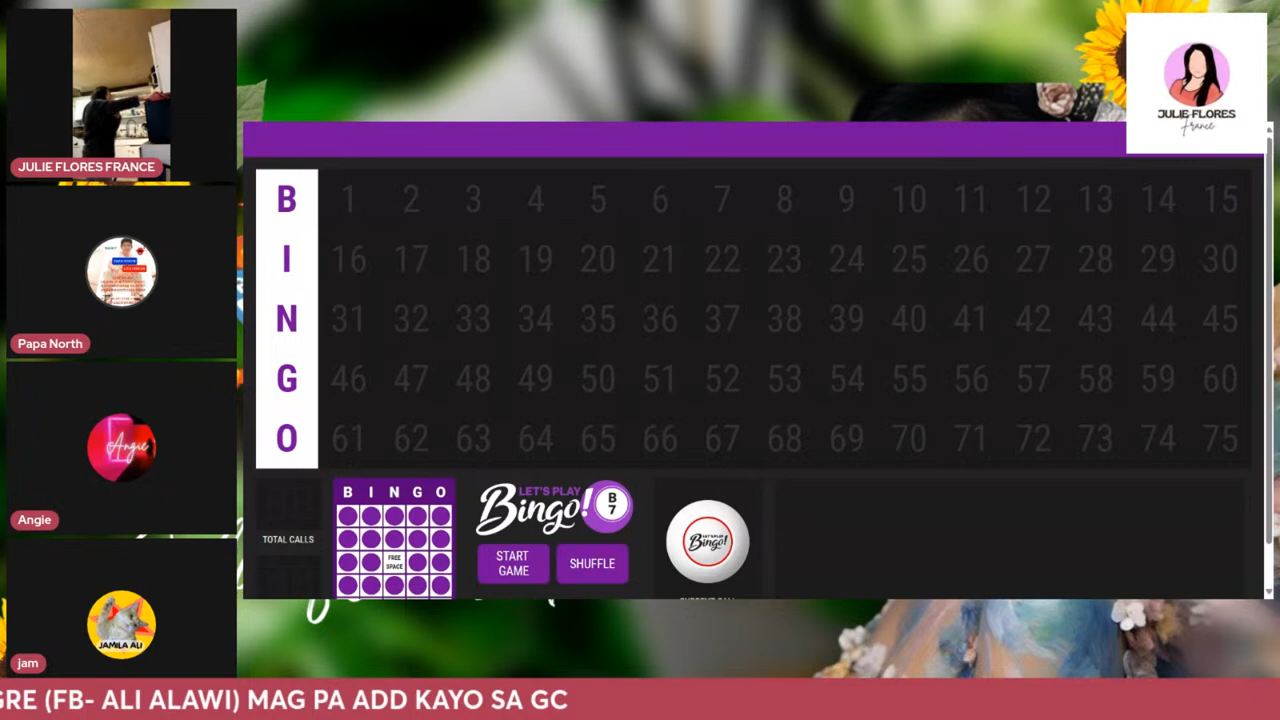 JULIE FLORES FRANCE
Papa North
Angie
Angie
JAMILA ALI
jam
JULIE FLORES
France
B 1 2 3 4 5 6 7 8 9 10 11 12 13 14 15
I 16 17 18 19 20 21 22 23 24 25 26 27 28 29 30
N 31 32 33 34 35 36 37 38 39 40 41 42 43 44 45
G 46 47 48 49 50 51 52 53 54 55 56 57 58 59 60
O 61 62 63 64 65 66 67 68 69 70 71 72 73 74 75
TOTAL CALLS
B I N G O
FREE
SPACE
LET'S PLAY
Bingo!
B
7
START
GAME
SHUFFLE
LET'S PLAY
Bingo!
GRE (FB- ALI ALAWI) MAG PA ADD KAYO SA GC